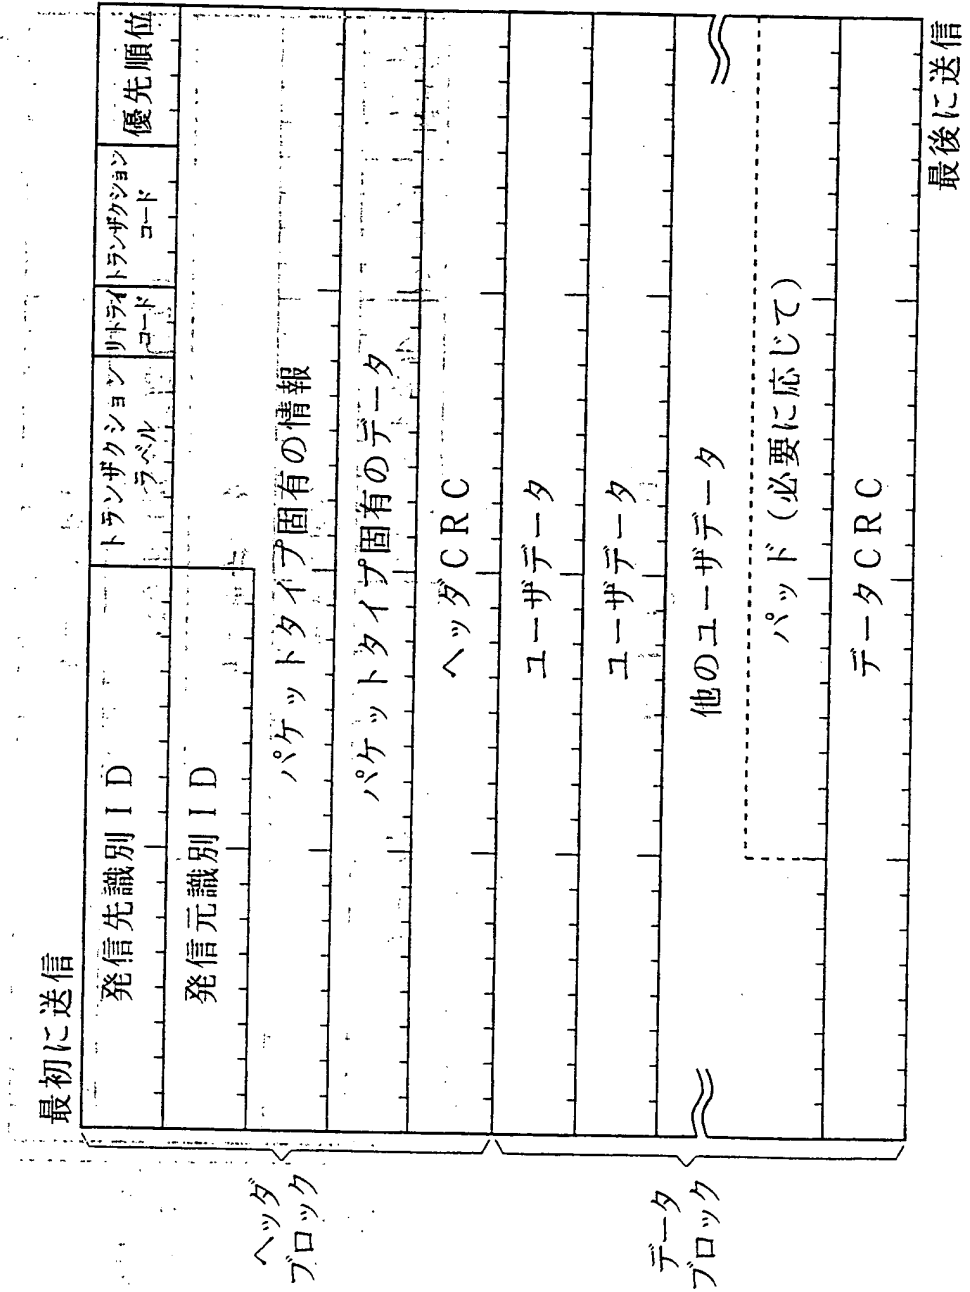 最初に送信
発信先識別ID
トランザクション
ラベル
リトライ
コード
トランザクション
コード
優先順位
発信元識別ID
パケットタイプ固有の情報
パケットタイプ固有のデータ
ヘッダCRC
ユーザデータ
ユーザデータ
他のユーザデータ
パッド(必要に応じて)
データCRC
最後に送信
ヘッダ
ブロック
データ
ブロック